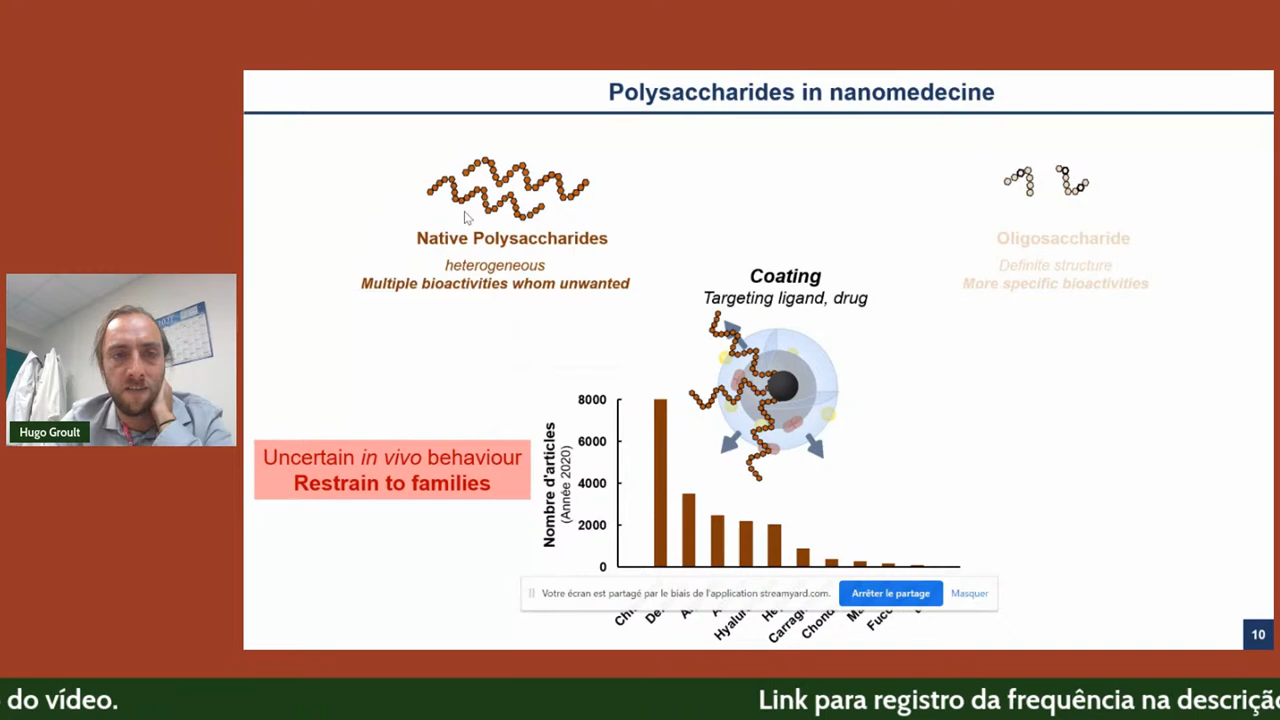 Polysaccharides in nanomedecine
Native Polysaccharides
heterogeneous
Multiple bioactivities whom unwanted
Oligosaccharide
Definite structure
More specific bioactivities
Coating
Targeting ligand, drug
Hugo Groult
Uncertain in vivo behaviour
Restrain to families
Nombre d'articles
(Année 2020)
8000
6000
4000
2000
0
Votre écran est partagé par le biais de l'application streamyard.com.
Arrêter le partage
Masquer
10
do vídeo.
Link para registro da frequência na descrição